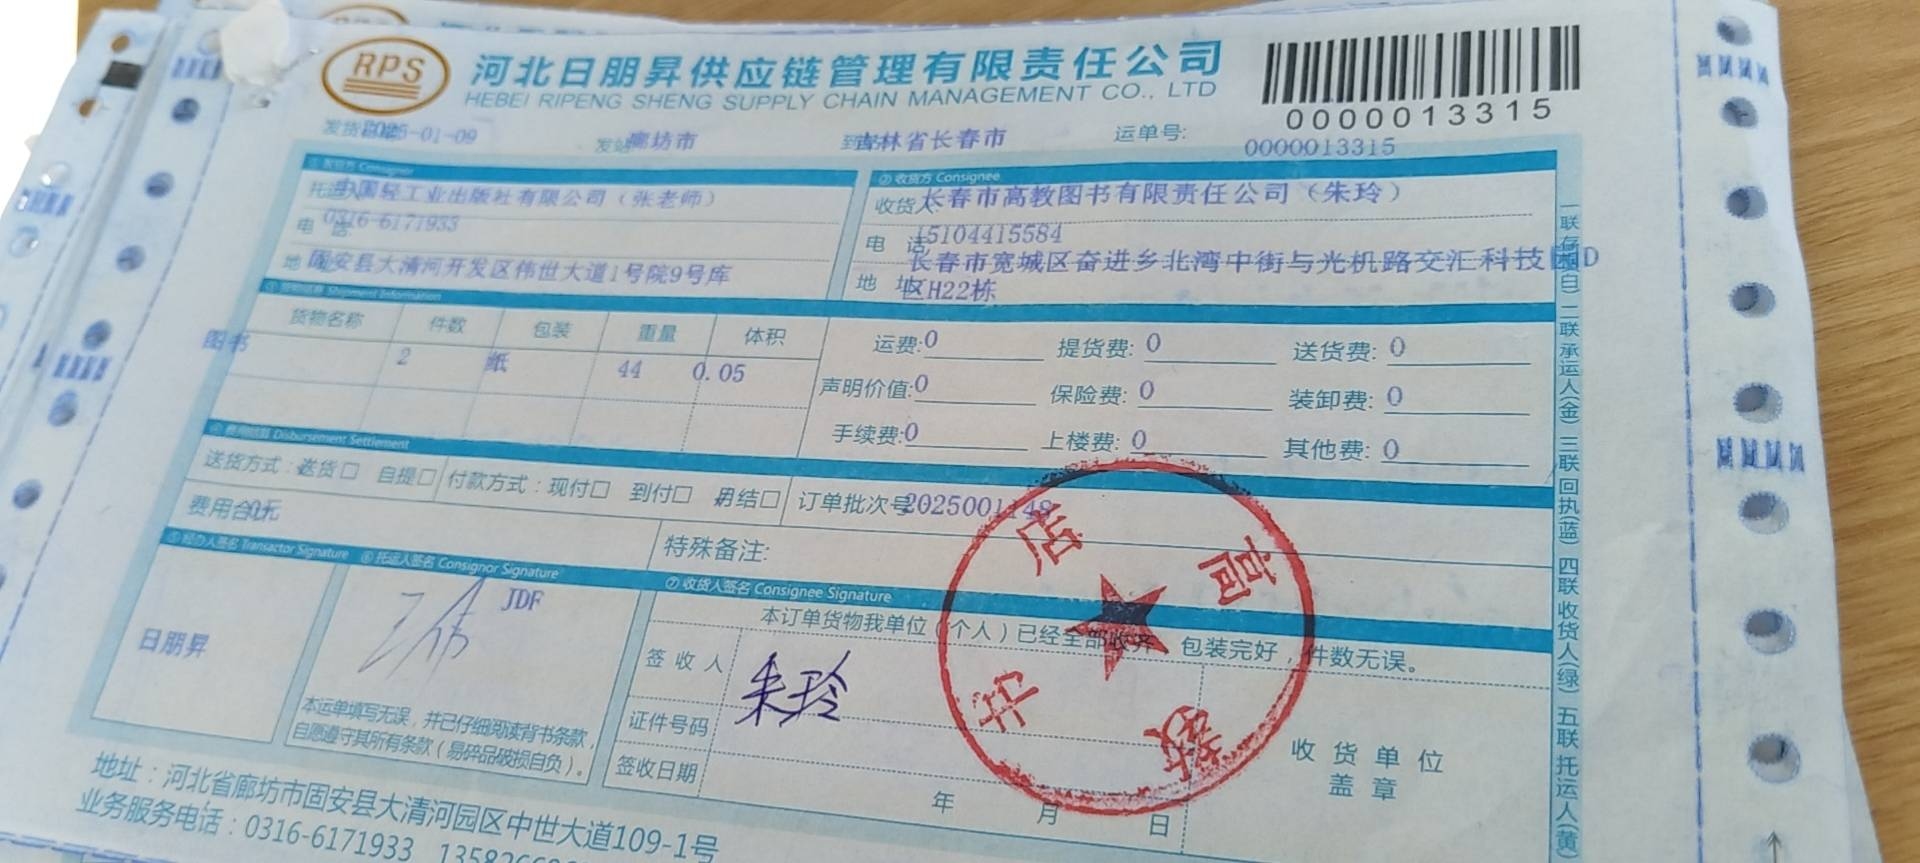 RPS
河北日朋昇供应链管理有限责任公司
HEBEI RIPENG SHENG SUPPLY CHAIN MANAGEMENT CO., LTD
0000013315
发货 2025-01-09 发站 廊坊市 到 吉林省长春市 运单号: 0000013315
① 发货方 Consignor
托运人 中国轻工业出版社有限公司（张老师）
电 话 0316-6171933
地 固安县大清河开发区伟世大道1号院9号库
② 收货方 Consignee
收货人 长春市高教图书有限责任公司（朱玲）
电 话 15104415584
地 址 长春市宽城区奋进乡北湾中街与光机路交汇科技园D
区H22栋
③ 货物信息 Shipment Information
货物名称 件数 包装 重量 体积
图书 2 纸 44 0.05
运费:0 提货费:0 送货费:0
声明价值:0 保险费:0 装卸费:0
手续费:0 上楼费:0 其他费:0
④ 费用结算 Disbursement Settlement
送货方式：送货□ 自提□ 付款方式：现付□ 到付□ 月结□ 订单批次号 2025001148
费用合 0元
特殊备注:
⑤ 经办人签名 Transactor Signature ⑥ 托运人签名 Consignor Signature
⑦ 收货人签名 Consignee Signature
日朋昇
JDF
本运单填写无误，并已仔细阅读背书条款，
自愿遵守其所有条款（易碎品破损自负）。
本订单货物我单位（个人）已经全部收齐，包装完好，件数无误。
签收人 朱玲
证件号码
签收日期
年 月 日
收货单位
盖章
高教书店
一联存根(白) 二联承运人(金) 三联回执(蓝) 四联收货人(绿) 五联托运人(黄)
地址：河北省廊坊市固安县大清河园区中世大道109-1号
业务服务电话：0316-6171933